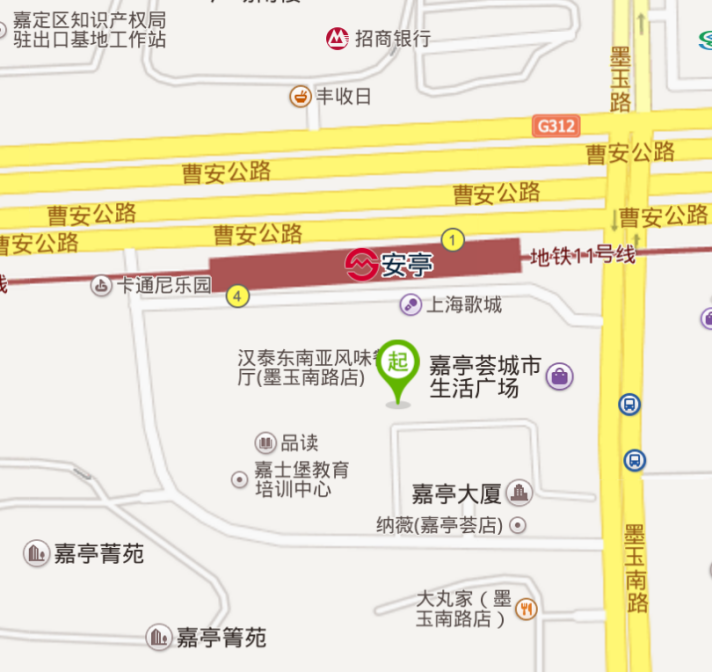 嘉定区知识产权局
驻出口基地工作站
招商银行
墨玉路
丰收日
G312
曹安公路
曹安公路
曹安公路
曹安公路
曹安公路
曹安公路
曹安公路
1
安亭
地铁11号线
线
卡通尼乐园
4
上海歌城
汉泰东南亚风味
厅(墨玉南路店)
起
嘉亭荟城市
生活广场
品读
嘉士堡教育
培训中心
嘉亭大厦
纳薇(嘉亭荟店)
嘉亭菁苑
墨玉南路
大丸家（墨
玉南路店）
嘉亭箐苑